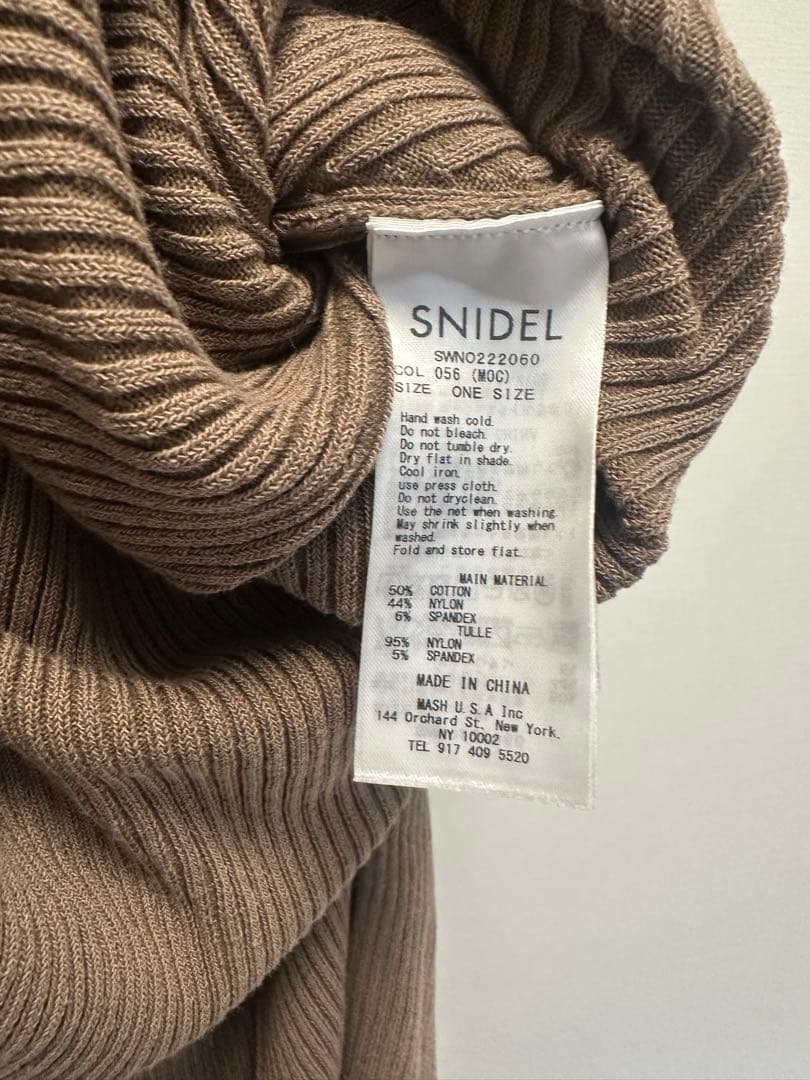 SNIDEL
SWNO222060
COL 056 (MOC)
SIZE ONE SIZE
Hand wash cold.
Do not bleach.
Do not tumble dry.
Dry flat in shade.
Cool iron.
use press cloth.
Do not dryclean.
Use the net when washing.
May shrink slightly when
washed.
Fold and store flat.
MAIN MATERIAL
50% COTTON
44% NYLON
6% SPANDEX
TULLE
95% NYLON
5% SPANDEX
MADE IN CHINA
MASH U.S.A Inc
144 Orchard St, New York.
NY 10002
TEL 917 409 5520